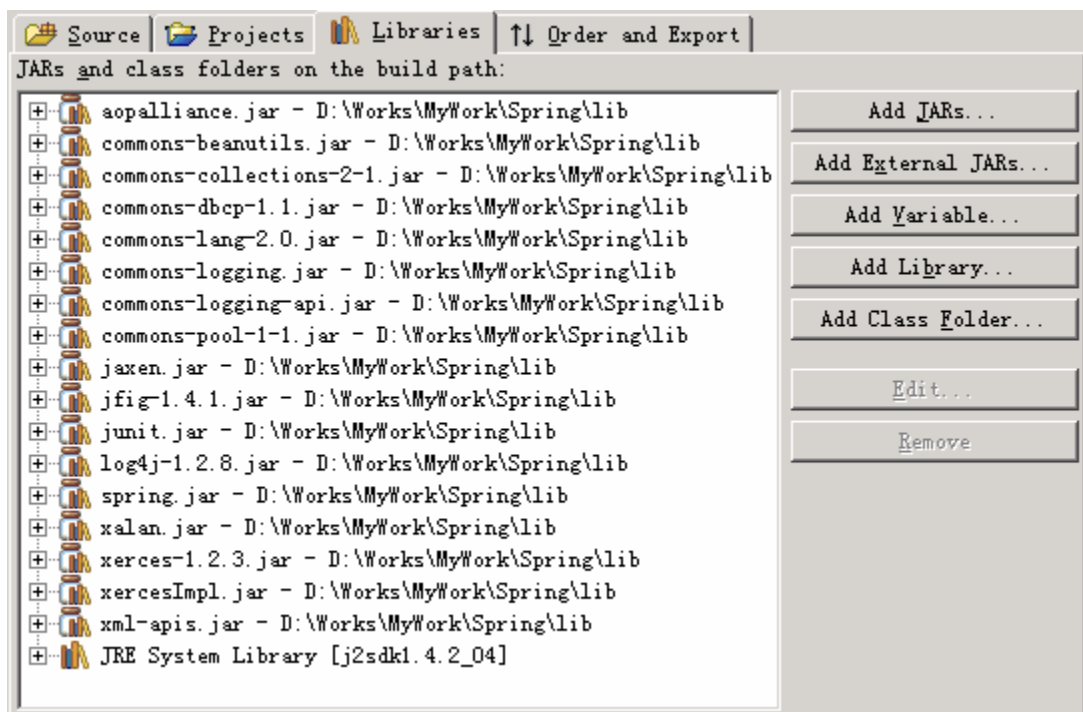 Source Projects Libraries Order and Export
JARs and class folders on the build path:
aopalliance.jar - D:\Works\MyWork\Spring\lib
commons-beanutils.jar - D:\Works\MyWork\Spring\lib
commons-collections-2-1.jar - D:\Works\MyWork\Spring\lib
commons-dbcp-1.1.jar - D:\Works\MyWork\Spring\lib
commons-lang-2.0.jar - D:\Works\MyWork\Spring\lib
commons-logging.jar - D:\Works\MyWork\Spring\lib
commons-logging-api.jar - D:\Works\MyWork\Spring\lib
commons-pool-1-1.jar - D:\Works\MyWork\Spring\lib
jaxen.jar - D:\Works\MyWork\Spring\lib
jfig-1.4.1.jar - D:\Works\MyWork\Spring\lib
junit.jar - D:\Works\MyWork\Spring\lib
log4j-1.2.8.jar - D:\Works\MyWork\Spring\lib
spring.jar - D:\Works\MyWork\Spring\lib
xalan.jar - D:\Works\MyWork\Spring\lib
xerces-1.2.3.jar - D:\Works\MyWork\Spring\lib
xercesImpl.jar - D:\Works\MyWork\Spring\lib
xml-apis.jar - D:\Works\MyWork\Spring\lib
JRE System Library [j2sdk1.4.2_04]
Add JARs...
Add External JARs...
Add Variable...
Add Library...
Add Class Folder...
Edit...
Remove